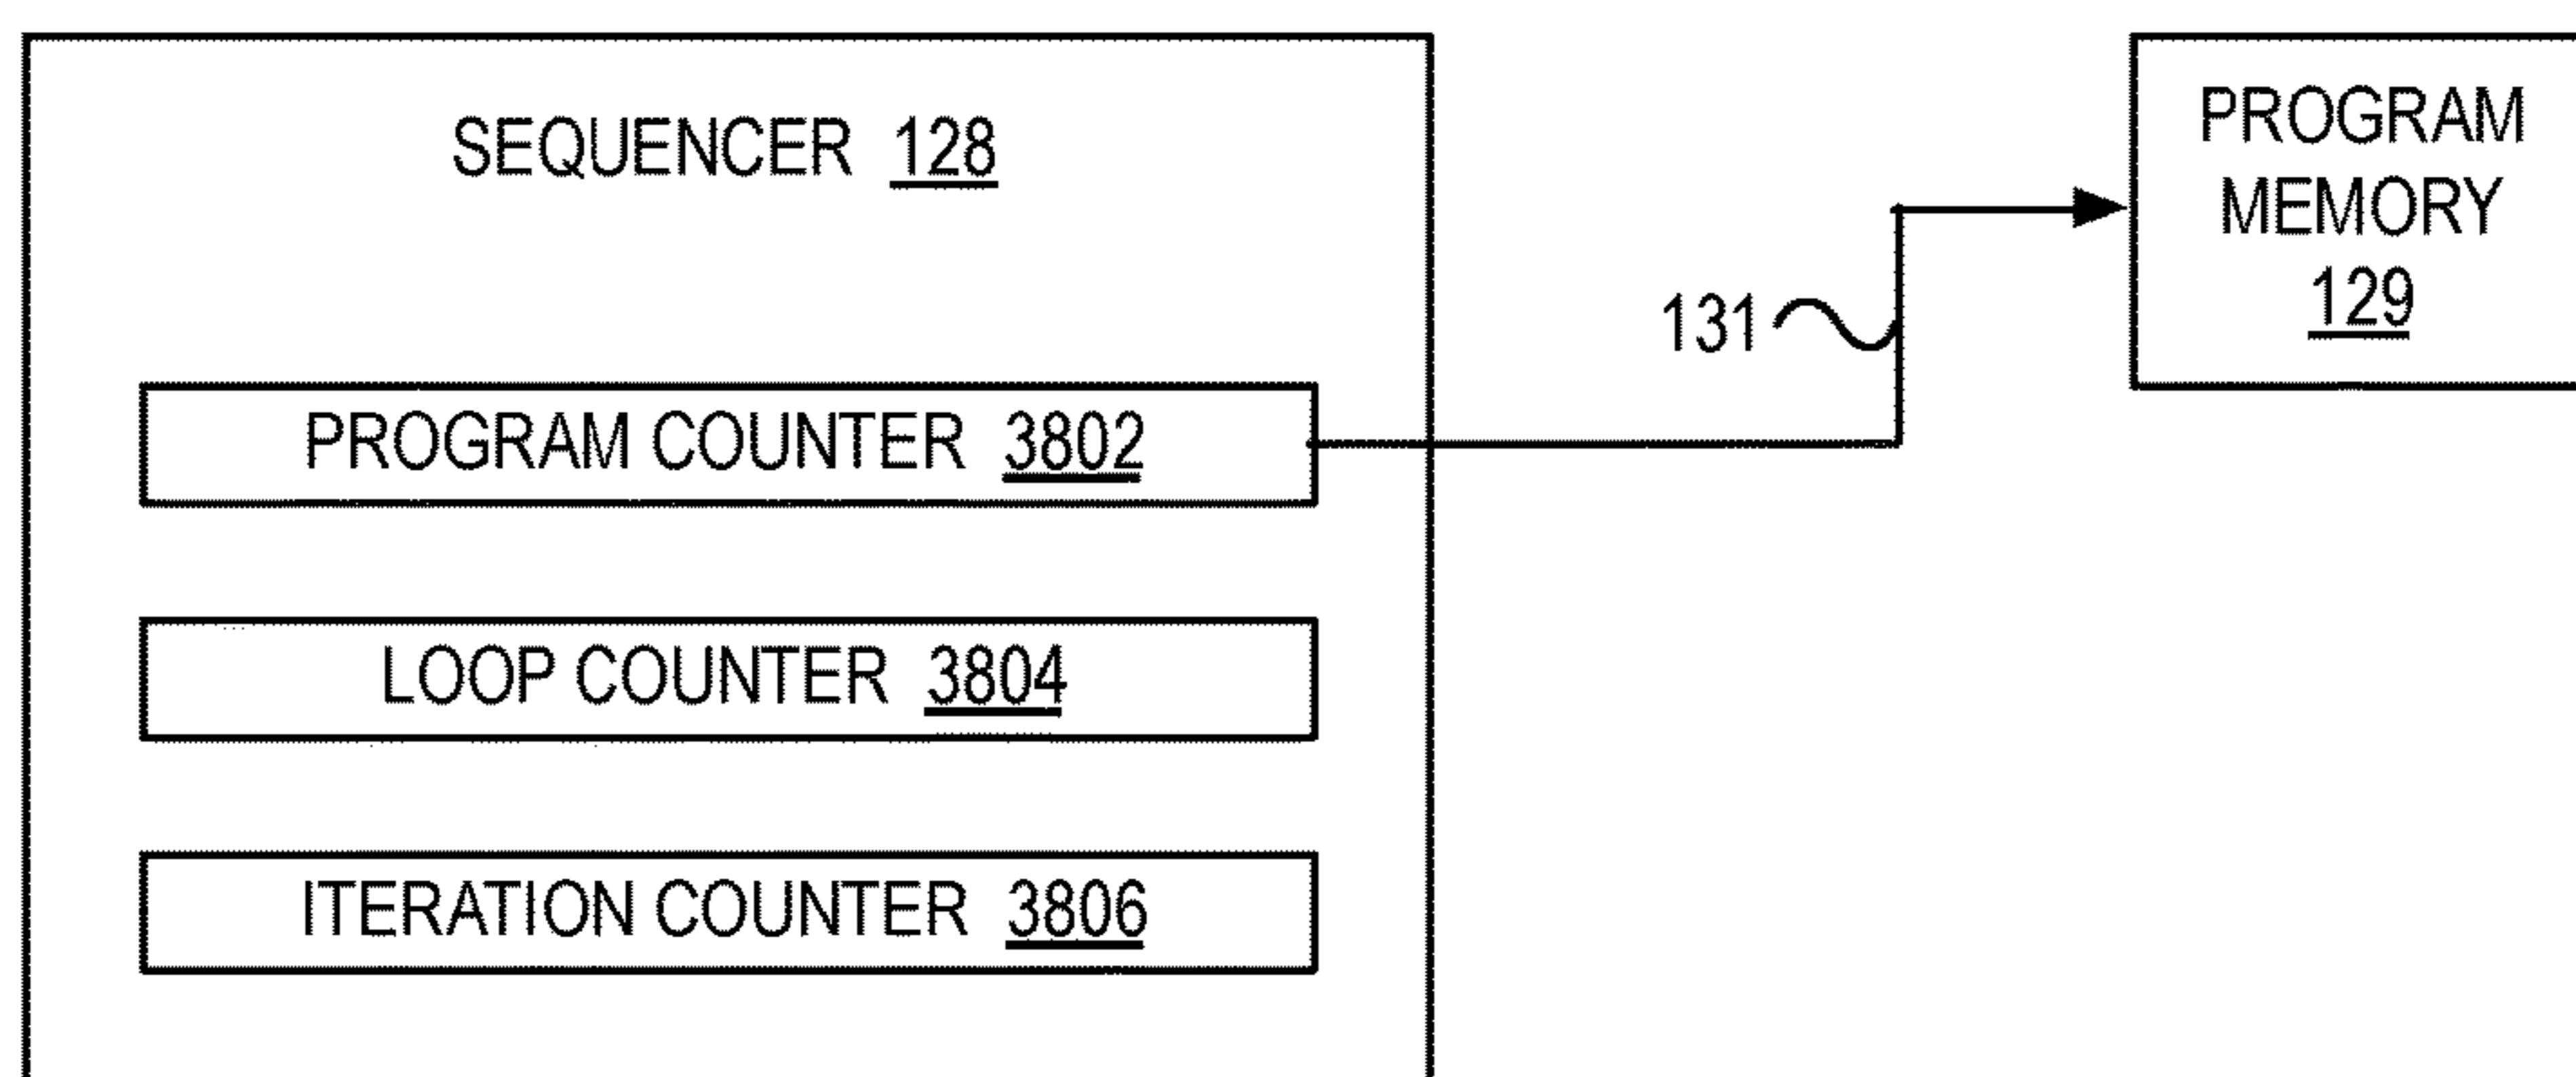 SEQUENCER 128
PROGRAM
MEMORY
129
131
PROGRAM COUNTER 3802
LOOP COUNTER 3804
ITERATION COUNTER 3806